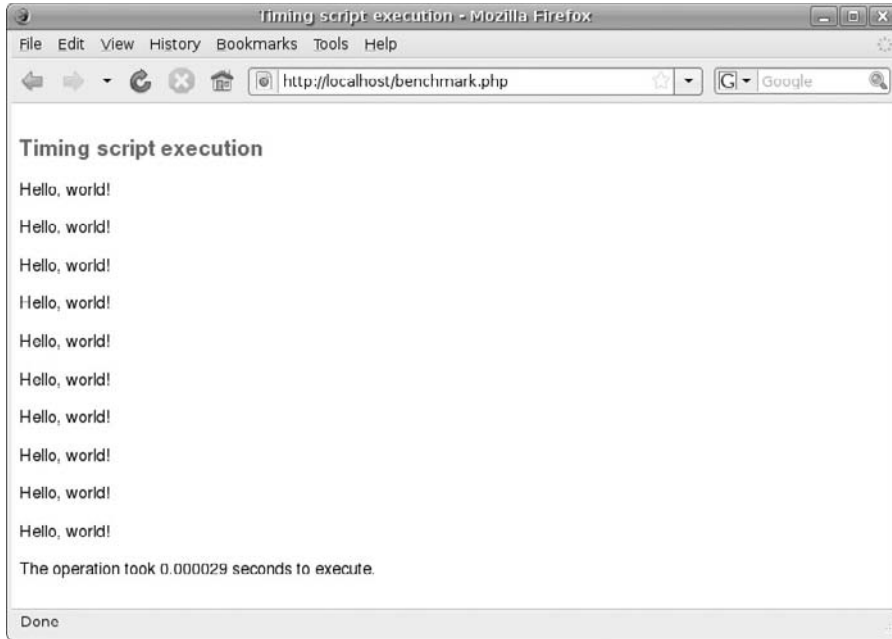 Timing script execution - Mozilla Firefox
File Edit View History Bookmarks Tools Help
http://localhost/benchmark.php
G Google
Timing script execution
Hello, world!
Hello, world!
Hello, world!
Hello, world!
Hello, world!
Hello, world!
Hello, world!
Hello, world!
Hello, world!
Hello, world!
The operation took 0.000029 seconds to execute.
Done